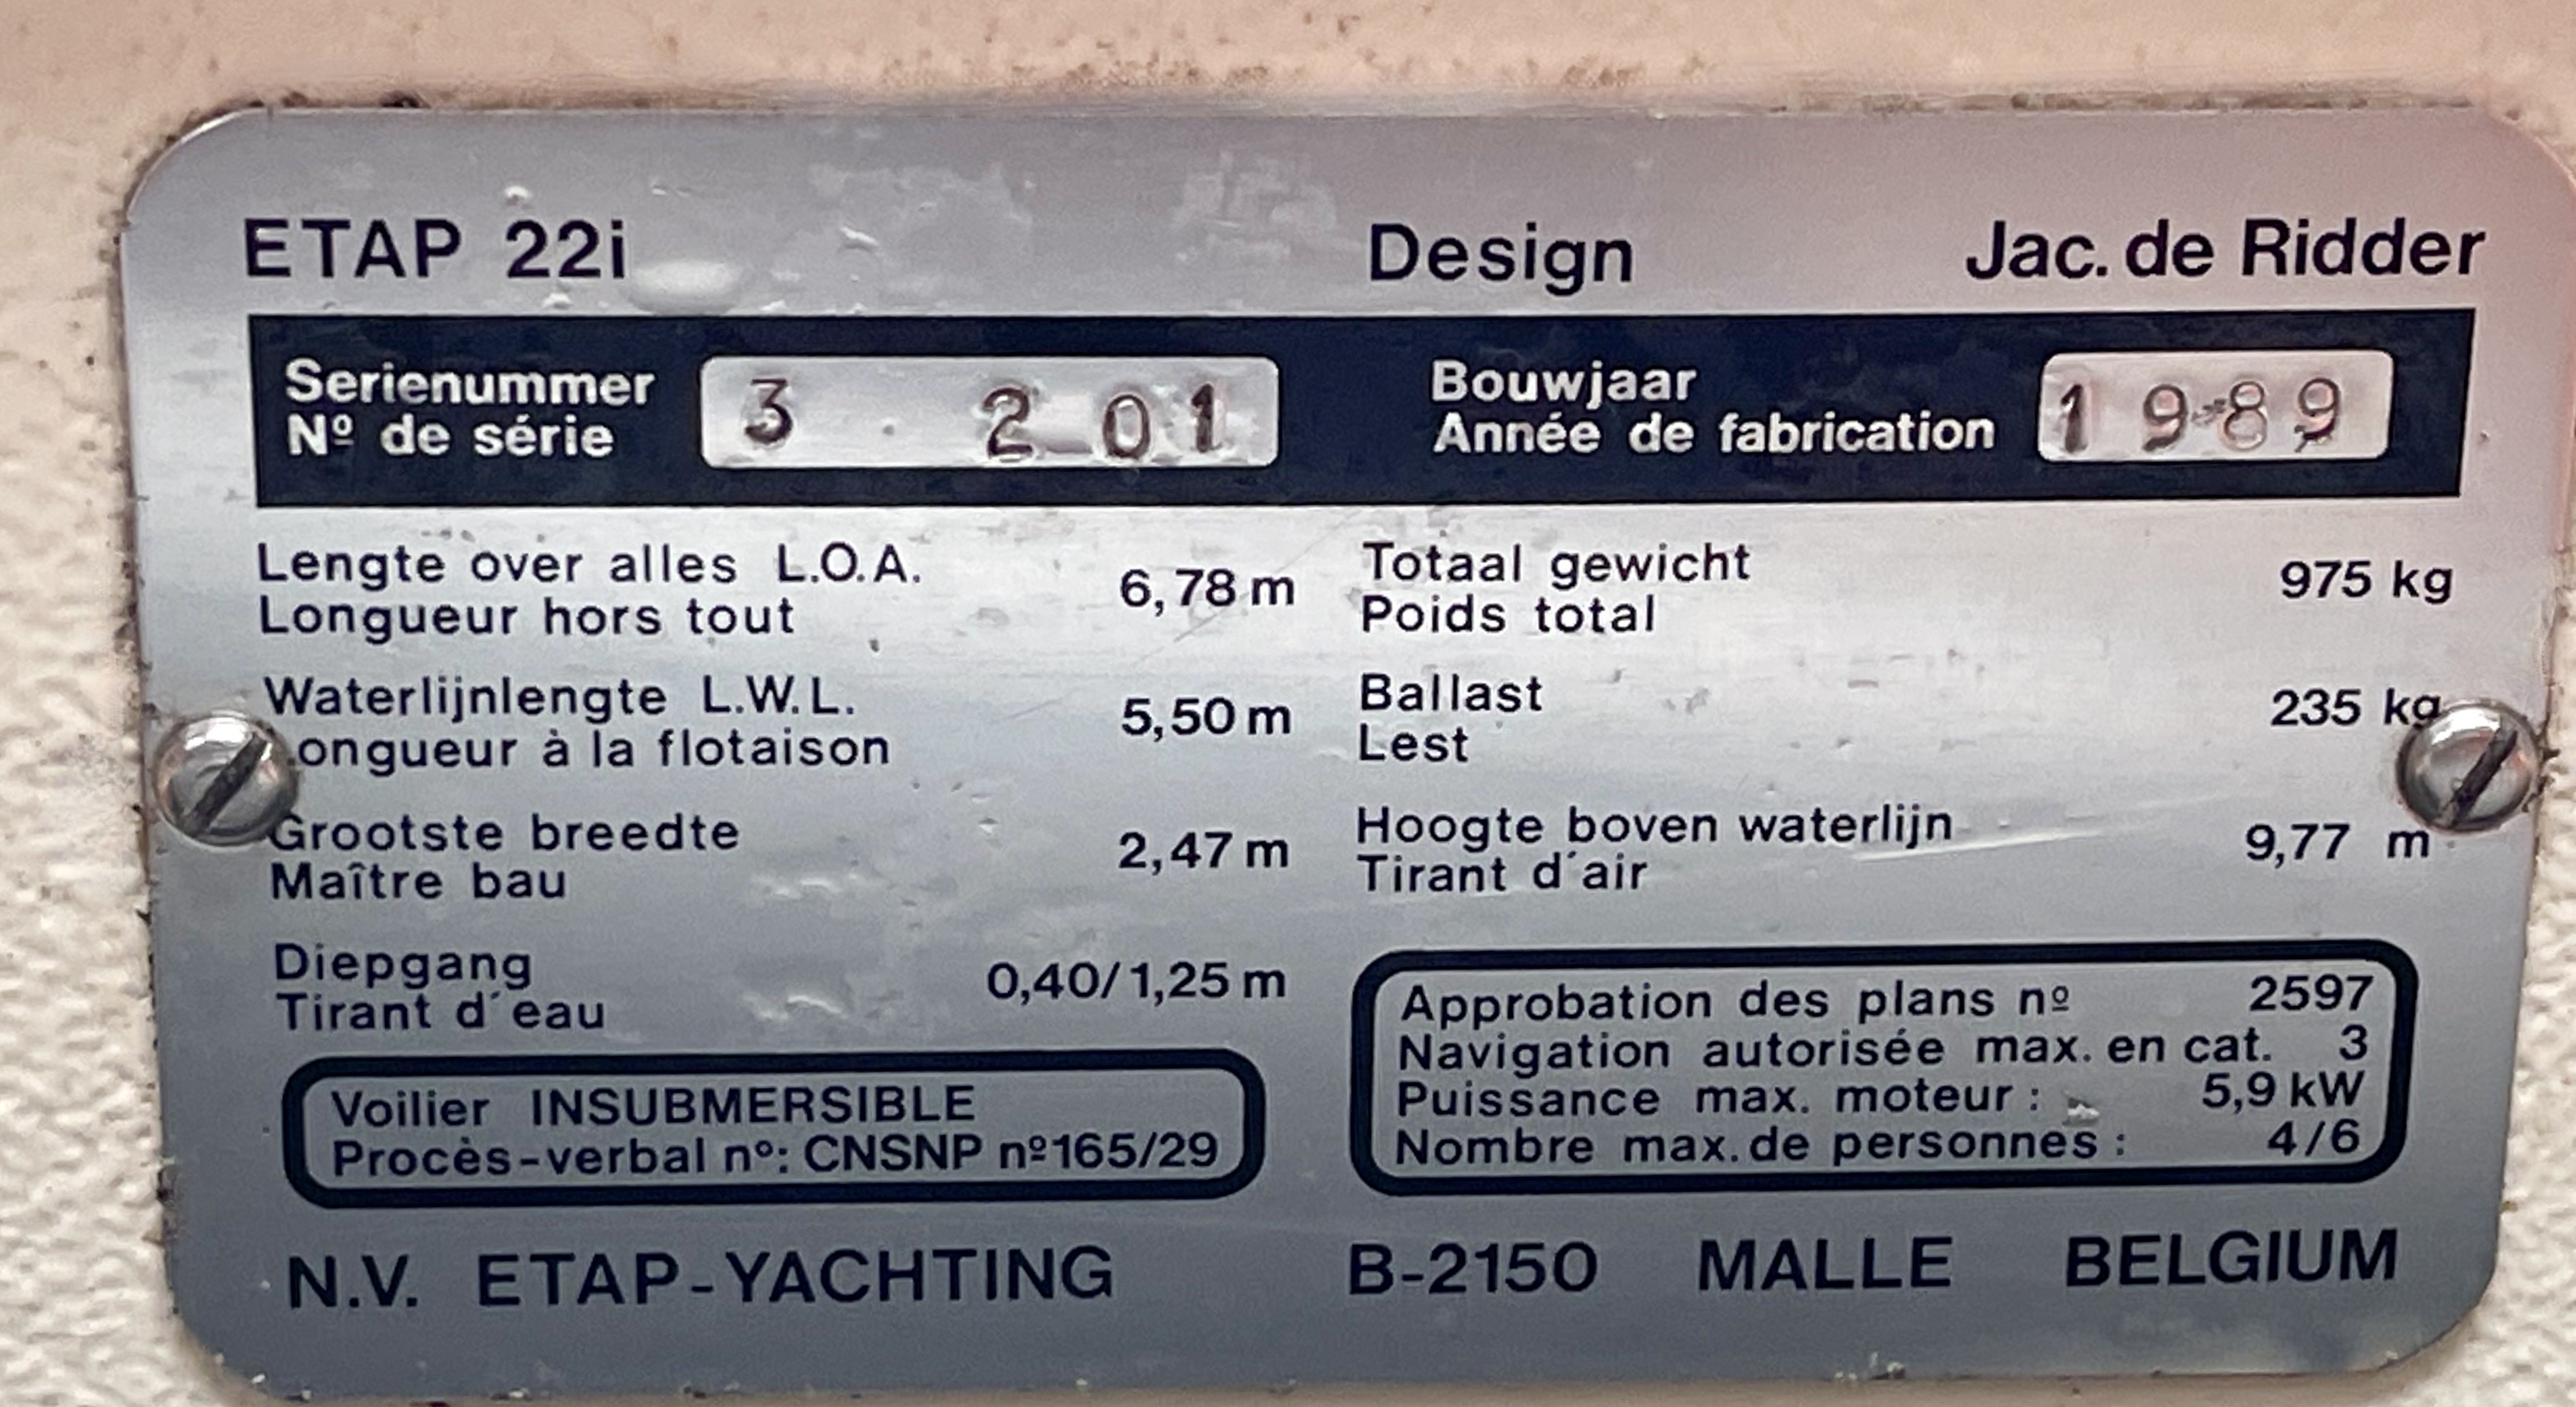 ETAP 22i Design Jac. de Ridder
Serienummer
Nº de série
3 201
Bouwjaar
Année de fabrication
1989
Lengte over alles L.O.A.
Longueur hors tout
6,78 m
Totaal gewicht
Poids total
975 kg
Waterlijnlengte L.W.L.
ongueur à la flotaison
5,50 m
Ballast
Lest
235 kg
Grootste breedte
Maître bau
2,47 m
Hoogte boven waterlijn
Tirant d'air
9,77 m
Diepgang
Tirant d'eau
0,40/1,25 m
Voilier INSUBMERSIBLE
Procès-verbal nº: CNSNP nº165/29
Approbation des plans nº 2597
Navigation autorisée max. en cat. 3
Puissance max. moteur : 5,9 kW
Nombre max. de personnes : 4/6
N.V. ETAP-YACHTING B-2150 MALLE BELGIUM